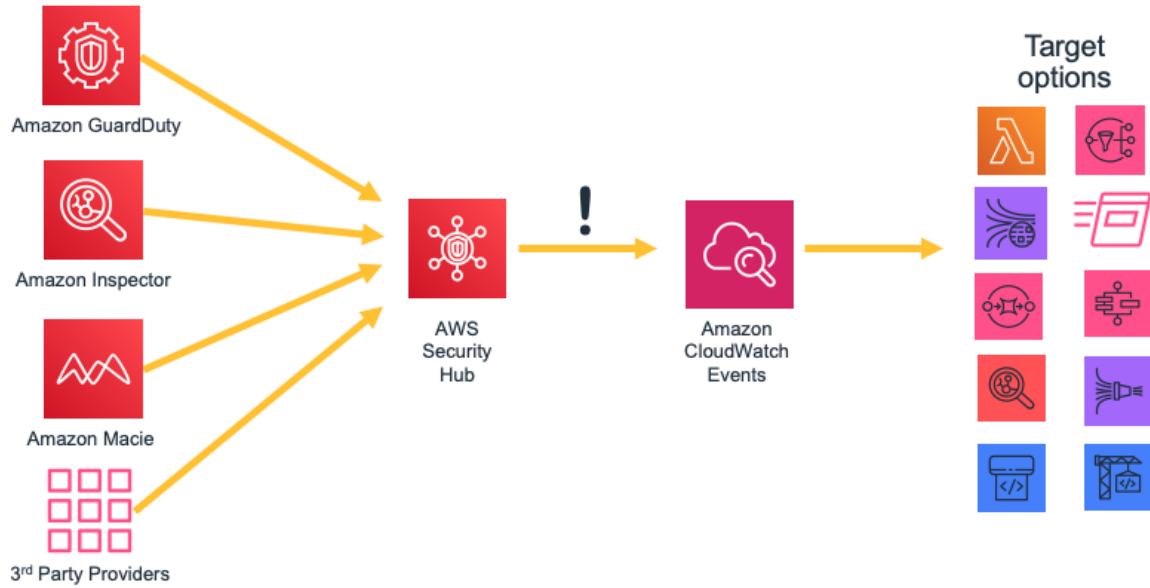 Target
options
Amazon GuardDuty
Amazon Inspector
AWS
Security
Hub
!
Amazon
CloudWatch
Events
Amazon Macie
3rd Party Providers